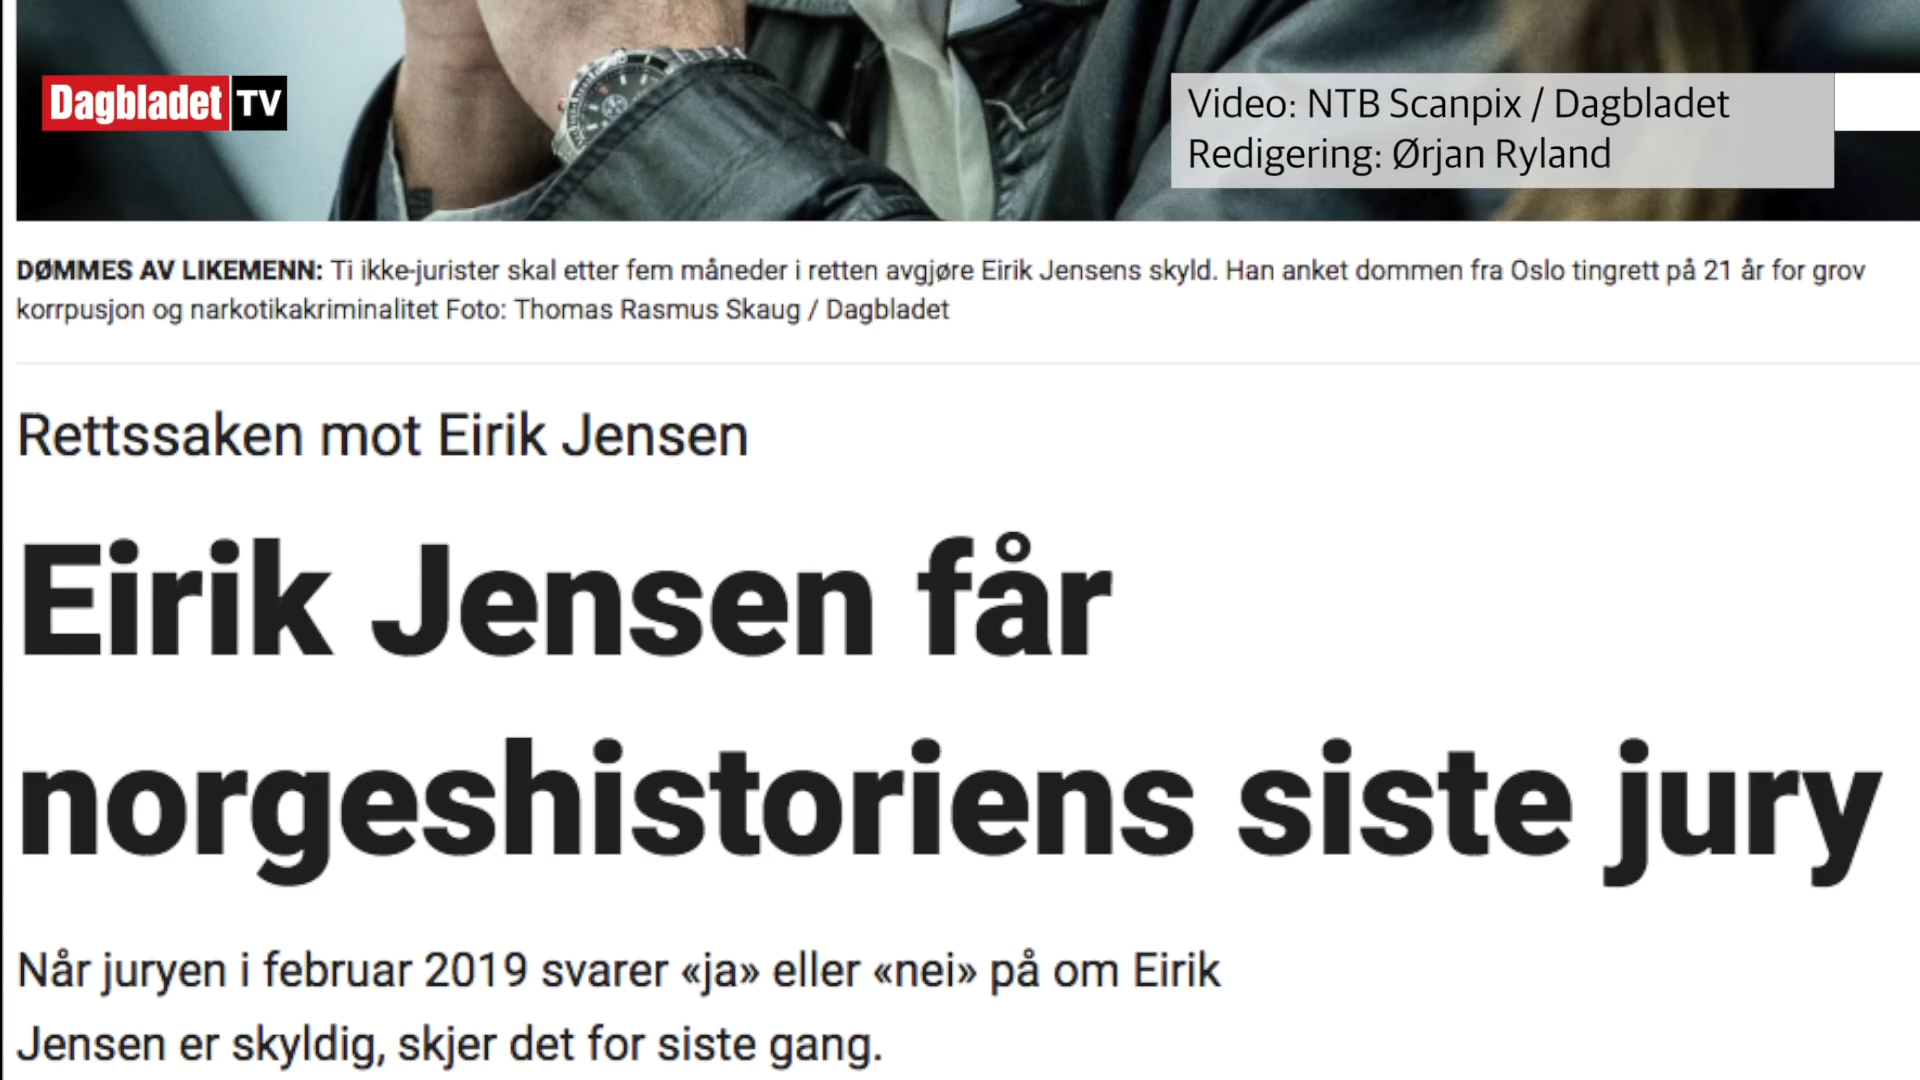 Dagbladet TV
Video: NTB Scanpix / Dagbladet
Redigering: Ørjan Ryland
DØMMES AV LIKEMENN: Ti ikke-jurister skal etter fem måneder i retten avgjøre Eirik Jensens skyld. Han anket dommen fra Oslo tingrett på 21 år for grov
korrpusjon og narkotikakriminalitet Foto: Thomas Rasmus Skaug / Dagbladet
Rettssaken mot Eirik Jensen
Eirik Jensen får
norgeshistoriens siste jury
Når juryen i februar 2019 svarer «ja» eller «nei» på om Eirik
Jensen er skyldig, skjer det for siste gang.